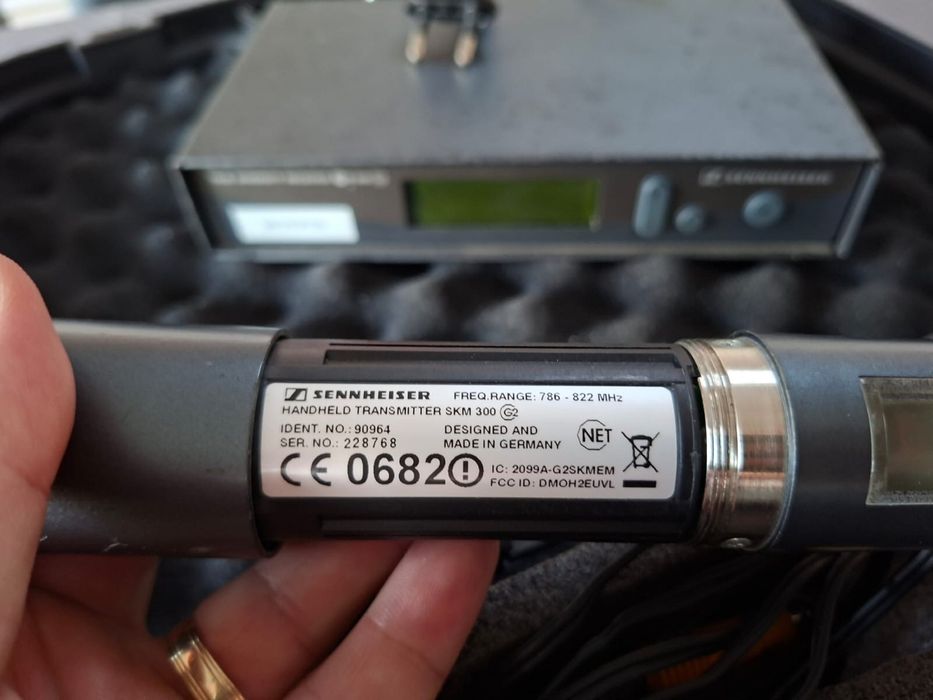 SENNHEISER
SENNHEISER FREQ.RANGE: 786 - 822 MHz
HANDHELD TRANSMITTER SKM 300 G2
IDENT. NO.: 90964 DESIGNED AND
SER. NO.: 228768 MADE IN GERMANY
NET
CE 0682 !
IC: 2099A-G2SKMEM
FCC ID: DMOH2EUVL